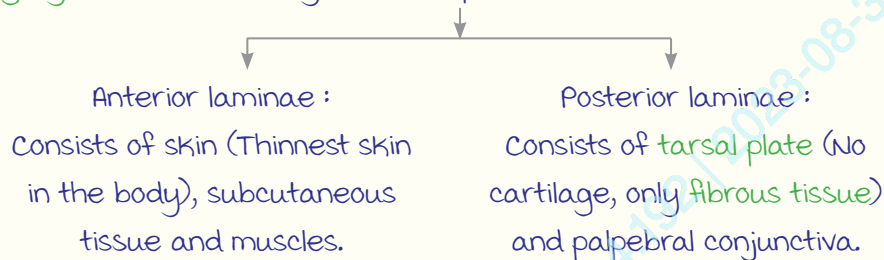 Anterior laminae :
Consists of skin (Thinnest skin
in the body), subcutaneous
tissue and muscles.
Posterior laminae :
Consists of tarsal plate (No
cartilage, only fibrous tissue)
and palpebral conjunctiva.